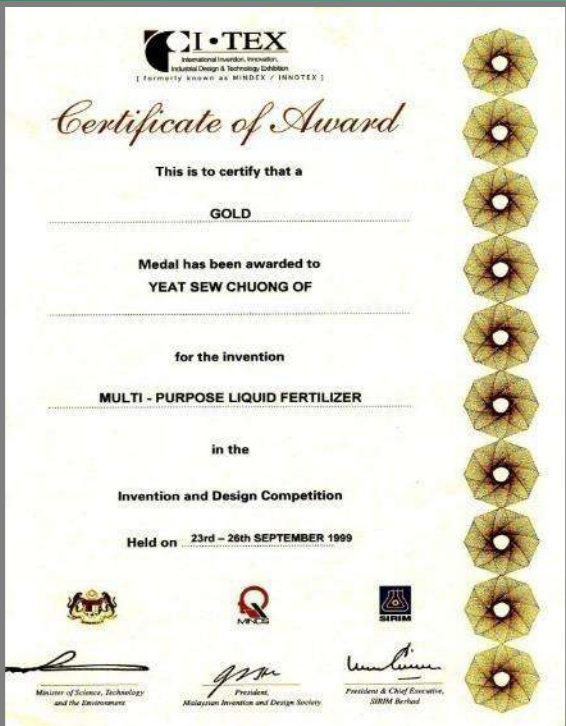 I•TEX
International Invention, Innovation,
Industrial Design & Technology Exhibition
[ formerly known as MINDEX / INNOTEX ]
Certificate of Award
This is to certify that a
GOLD
Medal has been awarded to
YEAT SEW CHUONG OF
for the invention
MULTI - PURPOSE LIQUID FERTILIZER
in the
Invention and Design Competition
Held on 23rd – 26th SEPTEMBER 1999
MINDS
SIRIM
Minister of Science, Technology
and the Environment
President,
Malaysian Invention and Design Society
President & Chief Executive,
SIRIM Berhad